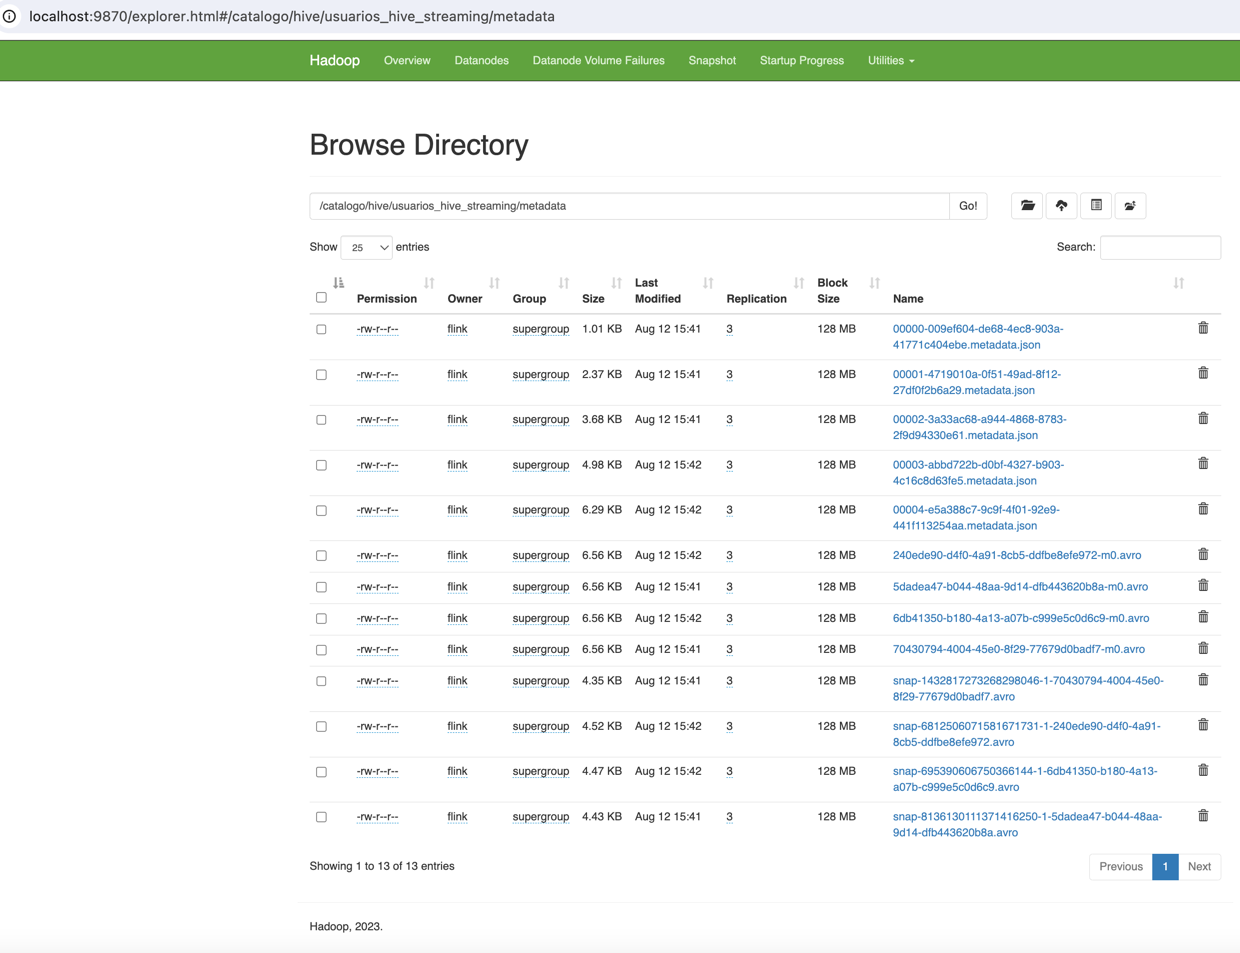 localhost:9870/explorer.html#/catalogo/hive/usuarios_hive_streaming/metadata
Hadoop Overview Datanodes Datanode Volume Failures Snapshot Startup Progress Utilities
Browse Directory
/catalogo/hive/usuarios_hive_streaming/metadata Go!
Show 25 entries Search:
Permission Owner Group Size Last Modified Replication Block Size Name
-rw-r--r-- flink supergroup 1.01 KB Aug 12 15:41 3 128 MB 00000-009ef604-de68-4ec8-903a-
41771c404ebe.metadata.json
-rw-r--r-- flink supergroup 2.37 KB Aug 12 15:41 3 128 MB 00001-4719010a-0f51-49ad-8f12-
27df0f2b6a29.metadata.json
-rw-r--r-- flink supergroup 3.68 KB Aug 12 15:41 3 128 MB 00002-3a33ac68-a944-4868-8783-
2f9d94330e61.metadata.json
-rw-r--r-- flink supergroup 4.98 KB Aug 12 15:42 3 128 MB 00003-abbd722b-d0bf-4327-b903-
4c16c8d63fe5.metadata.json
-rw-r--r-- flink supergroup 6.29 KB Aug 12 15:42 3 128 MB 00004-e5a388c7-9c9f-4f01-92e9-
441f113254aa.metadata.json
-rw-r--r-- flink supergroup 6.56 KB Aug 12 15:42 3 128 MB 240ede90-d4f0-4a91-8cb5-ddfbe8efe972-m0.avro
-rw-r--r-- flink supergroup 6.56 KB Aug 12 15:41 3 128 MB 5dadea47-b044-48aa-9d14-dfb443620b8a-m0.avro
-rw-r--r-- flink supergroup 6.56 KB Aug 12 15:42 3 128 MB 6db41350-b180-4a13-a07b-c999e5c0d6c9-m0.avro
-rw-r--r-- flink supergroup 6.56 KB Aug 12 15:41 3 128 MB 70430794-4004-45e0-8f29-77679d0badf7-m0.avro
-rw-r--r-- flink supergroup 4.35 KB Aug 12 15:41 3 128 MB snap-1432817273268298046-1-70430794-4004-45e0-
8f29-77679d0badf7.avro
-rw-r--r-- flink supergroup 4.52 KB Aug 12 15:42 3 128 MB snap-6812506071581671731-1-240ede90-d4f0-4a91-
8cb5-ddfbe8efe972.avro
-rw-r--r-- flink supergroup 4.47 KB Aug 12 15:42 3 128 MB snap-695390606750366144-1-6db41350-b180-4a13-
a07b-c999e5c0d6c9.avro
-rw-r--r-- flink supergroup 4.43 KB Aug 12 15:41 3 128 MB snap-8136130111371416250-1-5dadea47-b044-48aa-
9d14-dfb443620b8a.avro
Showing 1 to 13 of 13 entries Previous 1 Next
Hadoop, 2023.